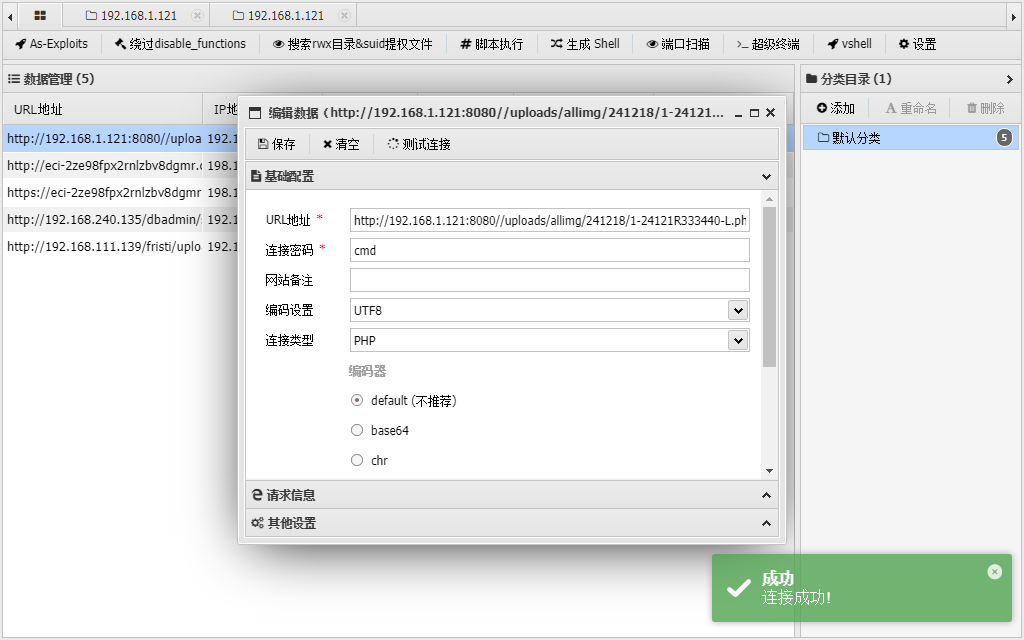 192.168.1.121
192.168.1.121
As-Exploits 绕过disable_functions 搜索rwx目录&suid提权文件 脚本执行 生成 Shell 端口扫描 超级终端 vshell 设置
数据管理 (5)
分类目录 (1)
URL地址 IP地
添加 重命名 删除
http://192.168.1.121:8080//uploa 192.1
默认分类 5
http://eci-2ze98fpx2rnlzbv8dgmr. 198.1
https://eci-2ze98fpx2rnlzbv8dgmr 198.1
http://192.168.240.135/dbadmin/ 192.1
http://192.168.111.139/fristi/uplo 192.1
编辑数据 (http://192.168.1.121:8080//uploads/allimg/241218/1-24121...
保存 清空 测试连接
基础配置
URL地址 * http://192.168.1.121:8080//uploads/allimg/241218/1-24121R333440-L.ph
连接密码 * cmd
网站备注
编码设置 UTF8
连接类型 PHP
编码器
default (不推荐)
base64
chr
请求信息
其他设置
成功
连接成功!